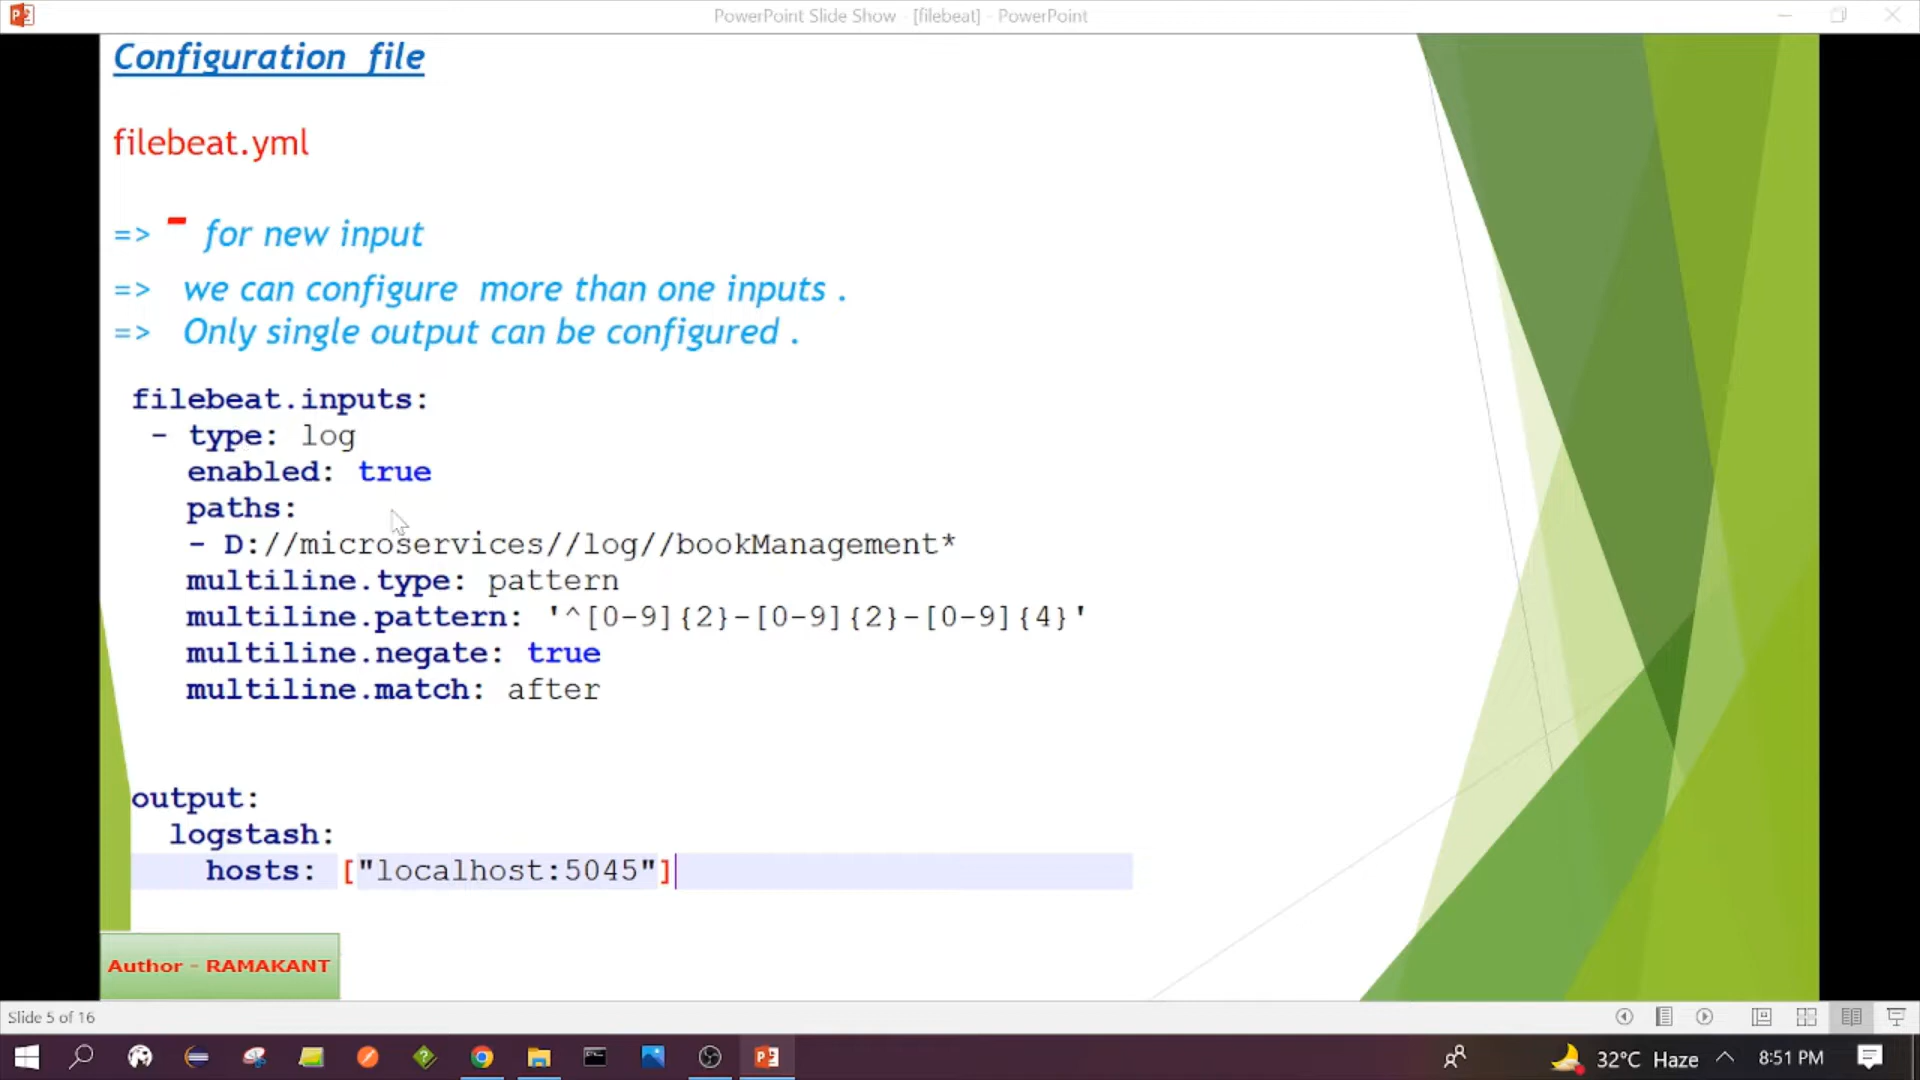 PowerPoint Slide Show - [filebeat] - PowerPoint
Configuration file
filebeat.yml
=> - for new input
=> we can configure more than one inputs .
=> Only single output can be configured .
filebeat.inputs:
- type: log
enabled: true
paths:
- D://microservices//log//bookManagement*
multiline.type: pattern
multiline.pattern: '^[0-9]{2}-[0-9]{2}-[0-9]{4}'
multiline.negate: true
multiline.match: after
output:
logstash:
hosts: ["localhost:5045"]
Author - RAMAKANT
Slide 5 of 16
32°C Haze 8:51 PM